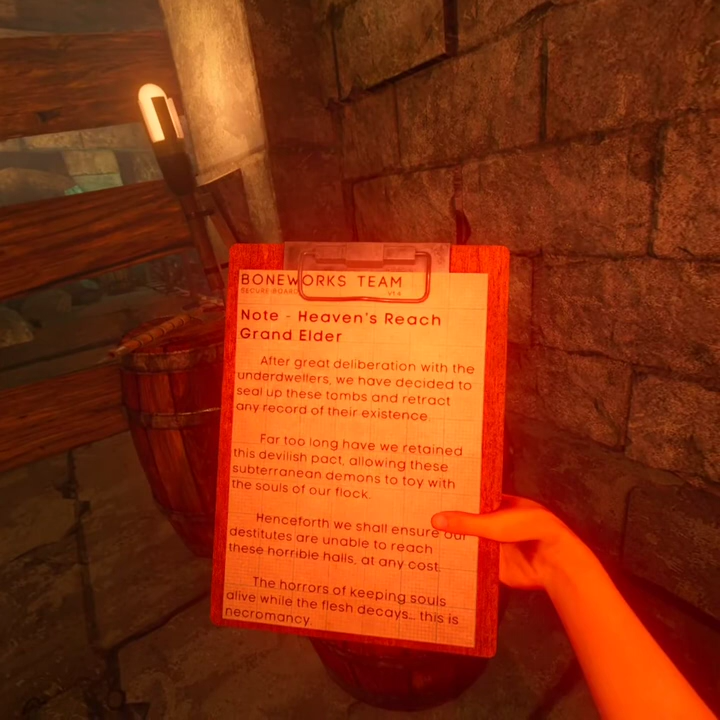 BONEWORKS TEAM
SECURE BOARD v1.6
Note - Heaven's Reach
Grand Elder
After great deliberation with the
underdwellers, we have decided to
seal up these tombs and retract
any record of their existence.
Far too long have we retained
this devilish pact, allowing these
subterranean demons to toy with
the souls of our flock.
Henceforth we shall ensure our
destitutes are unable to reach
these horrible halls, at any cost.
The horrors of keeping souls
alive while the flesh decays... this is
necromancy.